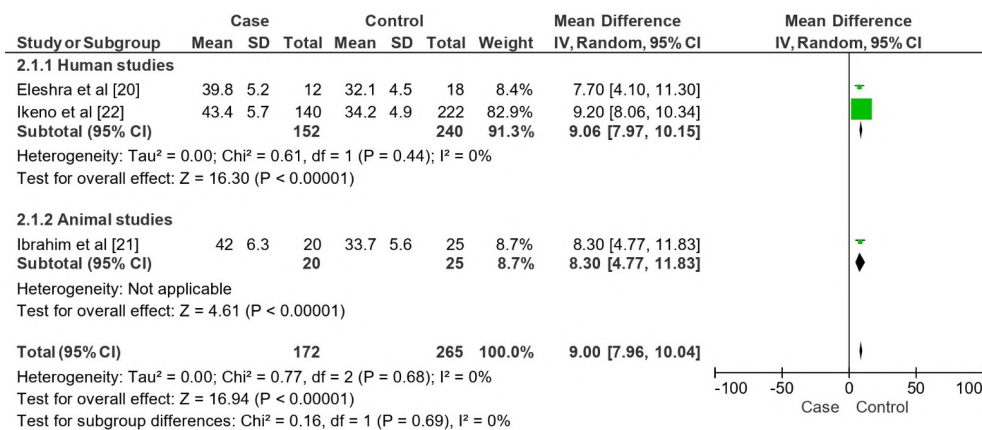 Case Control Mean Difference Mean Difference
Study or Subgroup Mean SD Total Mean SD Total Weight IV, Random, 95% CI IV, Random, 95% CI
2.1.1 Human studies
Eleshra et al [20] 39.8 5.2 12 32.1 4.5 18 8.4% 7.70 [4.10, 11.30]
Ikeno et al [22] 43.4 5.7 140 34.2 4.9 222 82.9% 9.20 [8.06, 10.34]
Subtotal (95% CI) 152 240 91.3% 9.06 [7.97, 10.15]
Heterogeneity: Tau² = 0.00; Chi² = 0.61, df = 1 (P = 0.44); I² = 0%
Test for overall effect: Z = 16.30 (P < 0.00001)
2.1.2 Animal studies
Ibrahim et al [21] 42 6.3 20 33.7 5.6 25 8.7% 8.30 [4.77, 11.83]
Subtotal (95% CI) 20 25 8.7% 8.30 [4.77, 11.83]
Heterogeneity: Not applicable
Test for overall effect: Z = 4.61 (P < 0.00001)
Total (95% CI) 172 265 100.0% 9.00 [7.96, 10.04]
Heterogeneity: Tau² = 0.00; Chi² = 0.77, df = 2 (P = 0.68); I² = 0%
Test for overall effect: Z = 16.94 (P < 0.00001)
Test for subgroup differences: Chi² = 0.16, df = 1 (P = 0.69), I² = 0%
-100 -50 0 50 100
Case Control